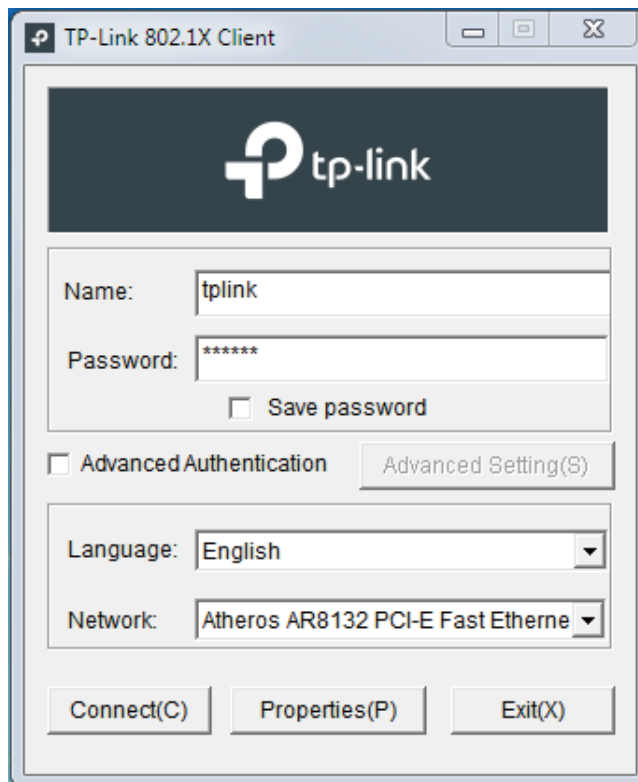 TP-Link 802.1X Client
tp-link
Name: tplink
Password: ******
Save password
Advanced Authentication Advanced Setting(S)
Language: English
Network: Atheros AR8132 PCI-E Fast Etherne
Connect(C) Properties(P) Exit(X)